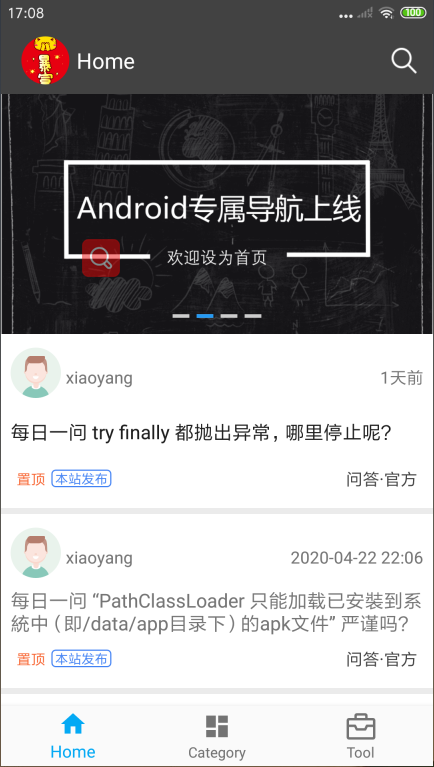 17:08
100
暴富
Home
Android专属导航上线
欢迎设为首页
xiaoyang
1天前
每日一问 try finally 都抛出异常，哪里停止呢？
置顶 本站发布
问答·官方
xiaoyang
2020-04-22 22:06
每日一问 “PathClassLoader 只能加载已安装到系
統中（即/data/app目录下）的apk文件” 严谨吗？
置顶 本站发布
问答·官方
Home
Category
Tool